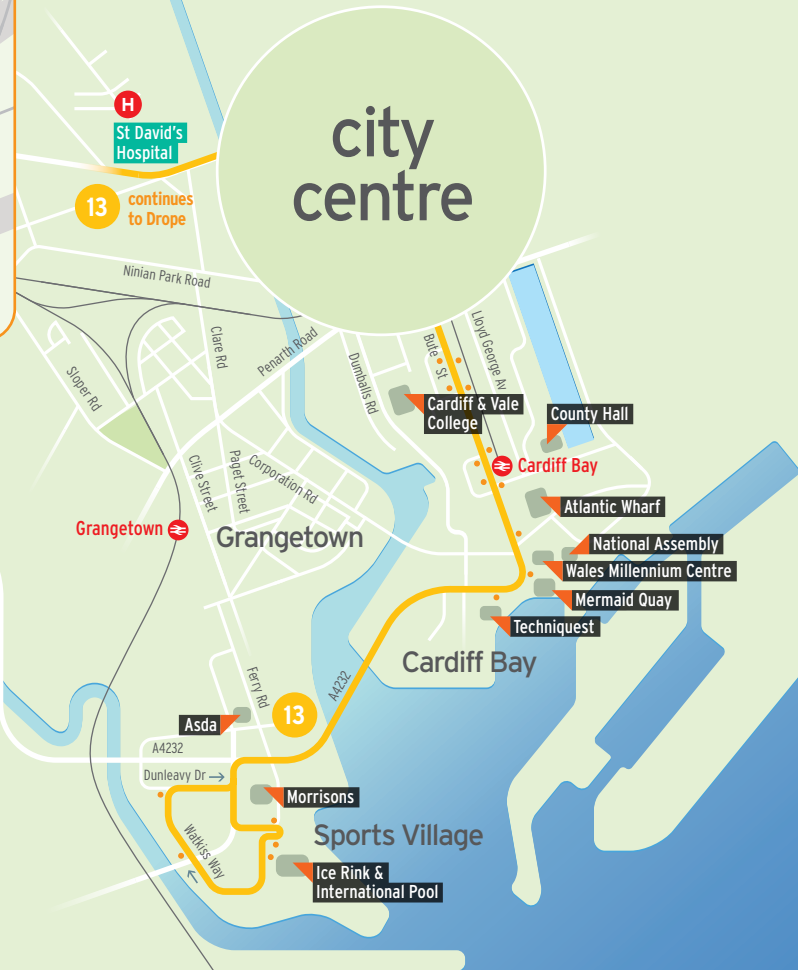 city
centre
H
St David's
Hospital
13
continues
to Drope
Ninian Park Road
Clare Rd
Penarth Road
Sloper Rd
Dumballs Rd
Bute St
Lloyd George Av
Cardiff & Vale
College
County Hall
Cardiff Bay
Clive Street
Paget Street
Corporation Rd
Atlantic Wharf
Grangetown
Grangetown
National Assembly
Wales Millennium Centre
Mermaid Quay
Techniquest
Cardiff Bay
Ferry Rd
A4232
13
Asda
A4232
Dunleavy Dr
Morrisons
Sports Village
Watkiss Way
Ice Rink &
International Pool